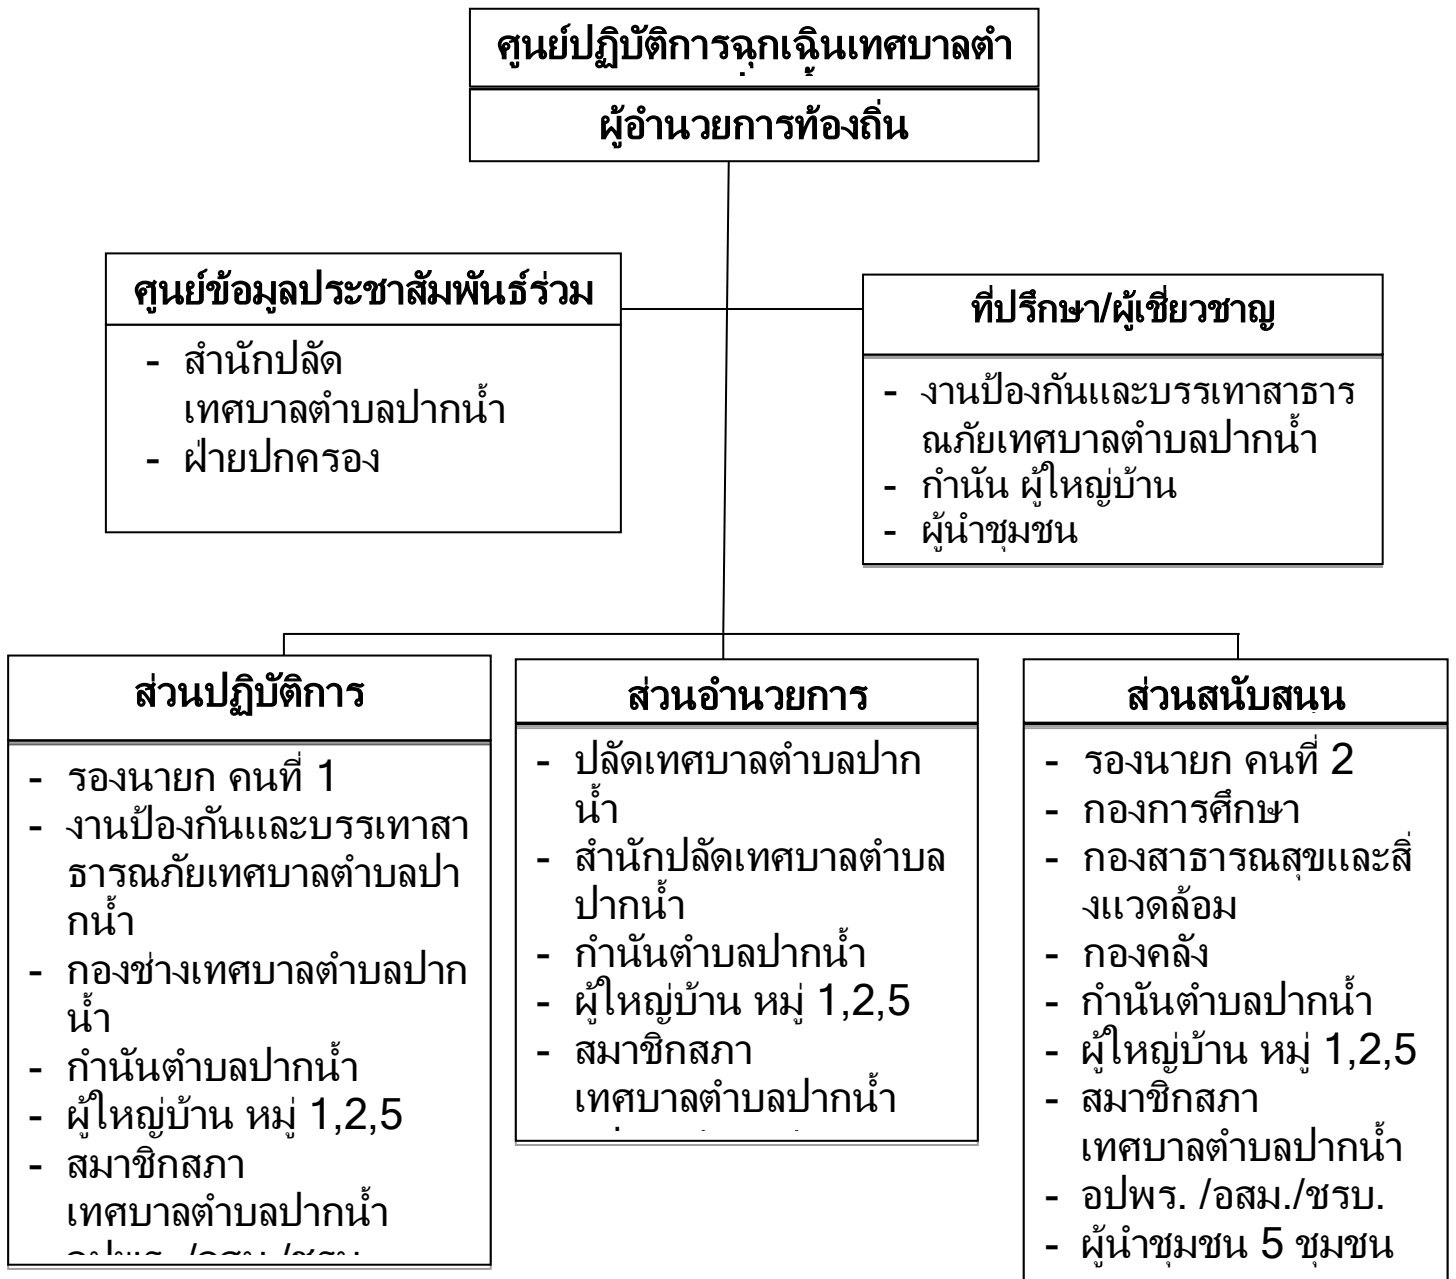 ศูนย์ปฏิบัติการฉุกเฉินเทศบาลตำ
ผู้อำนวยการท้องถิ่น
ศูนย์ข้อมูลประชาสัมพันธ์ร่วม
- สำนักปลัด
เทศบาลตำบลปากน้ำ
- ฝ่ายปกครอง
ที่ปรึกษา/ผู้เชี่ยวชาญ
- งานป้องกันและบรรเทาสาธาร
ณภัยเทศบาลตำบลปากน้ำ
- กำนัน ผู้ใหญ่บ้าน
- ผู้นำชุมชน
ส่วนปฏิบัติการ
- รองนายก คนที่ 1
- งานป้องกันและบรรเทาสา
ธารณภัยเทศบาลตำบลปา
กน้ำ
- กองช่างเทศบาลตำบลปาก
น้ำ
- กำนันตำบลปากน้ำ
- ผู้ใหญ่บ้าน หมู่ 1,2,5
- สมาชิกสภา
เทศบาลตำบลปากน้ำ
ส่วนอำนวยการ
- ปลัดเทศบาลตำบลปาก
น้ำ
- สำนักปลัดเทศบาลตำบล
ปากน้ำ
- กำนันตำบลปากน้ำ
- ผู้ใหญ่บ้าน หมู่ 1,2,5
- สมาชิกสภา
เทศบาลตำบลปากน้ำ
ส่วนสนับสนุน
- รองนายก คนที่ 2
- กองการศึกษา
- กองสาธารณสุขและสิ่
งแวดล้อม
- กองคลัง
- กำนันตำบลปากน้ำ
- ผู้ใหญ่บ้าน หมู่ 1,2,5
- สมาชิกสภา
เทศบาลตำบลปากน้ำ
- อปพร. /อสม./ชรบ.
- ผู้นำชุมชน 5 ชุมชน